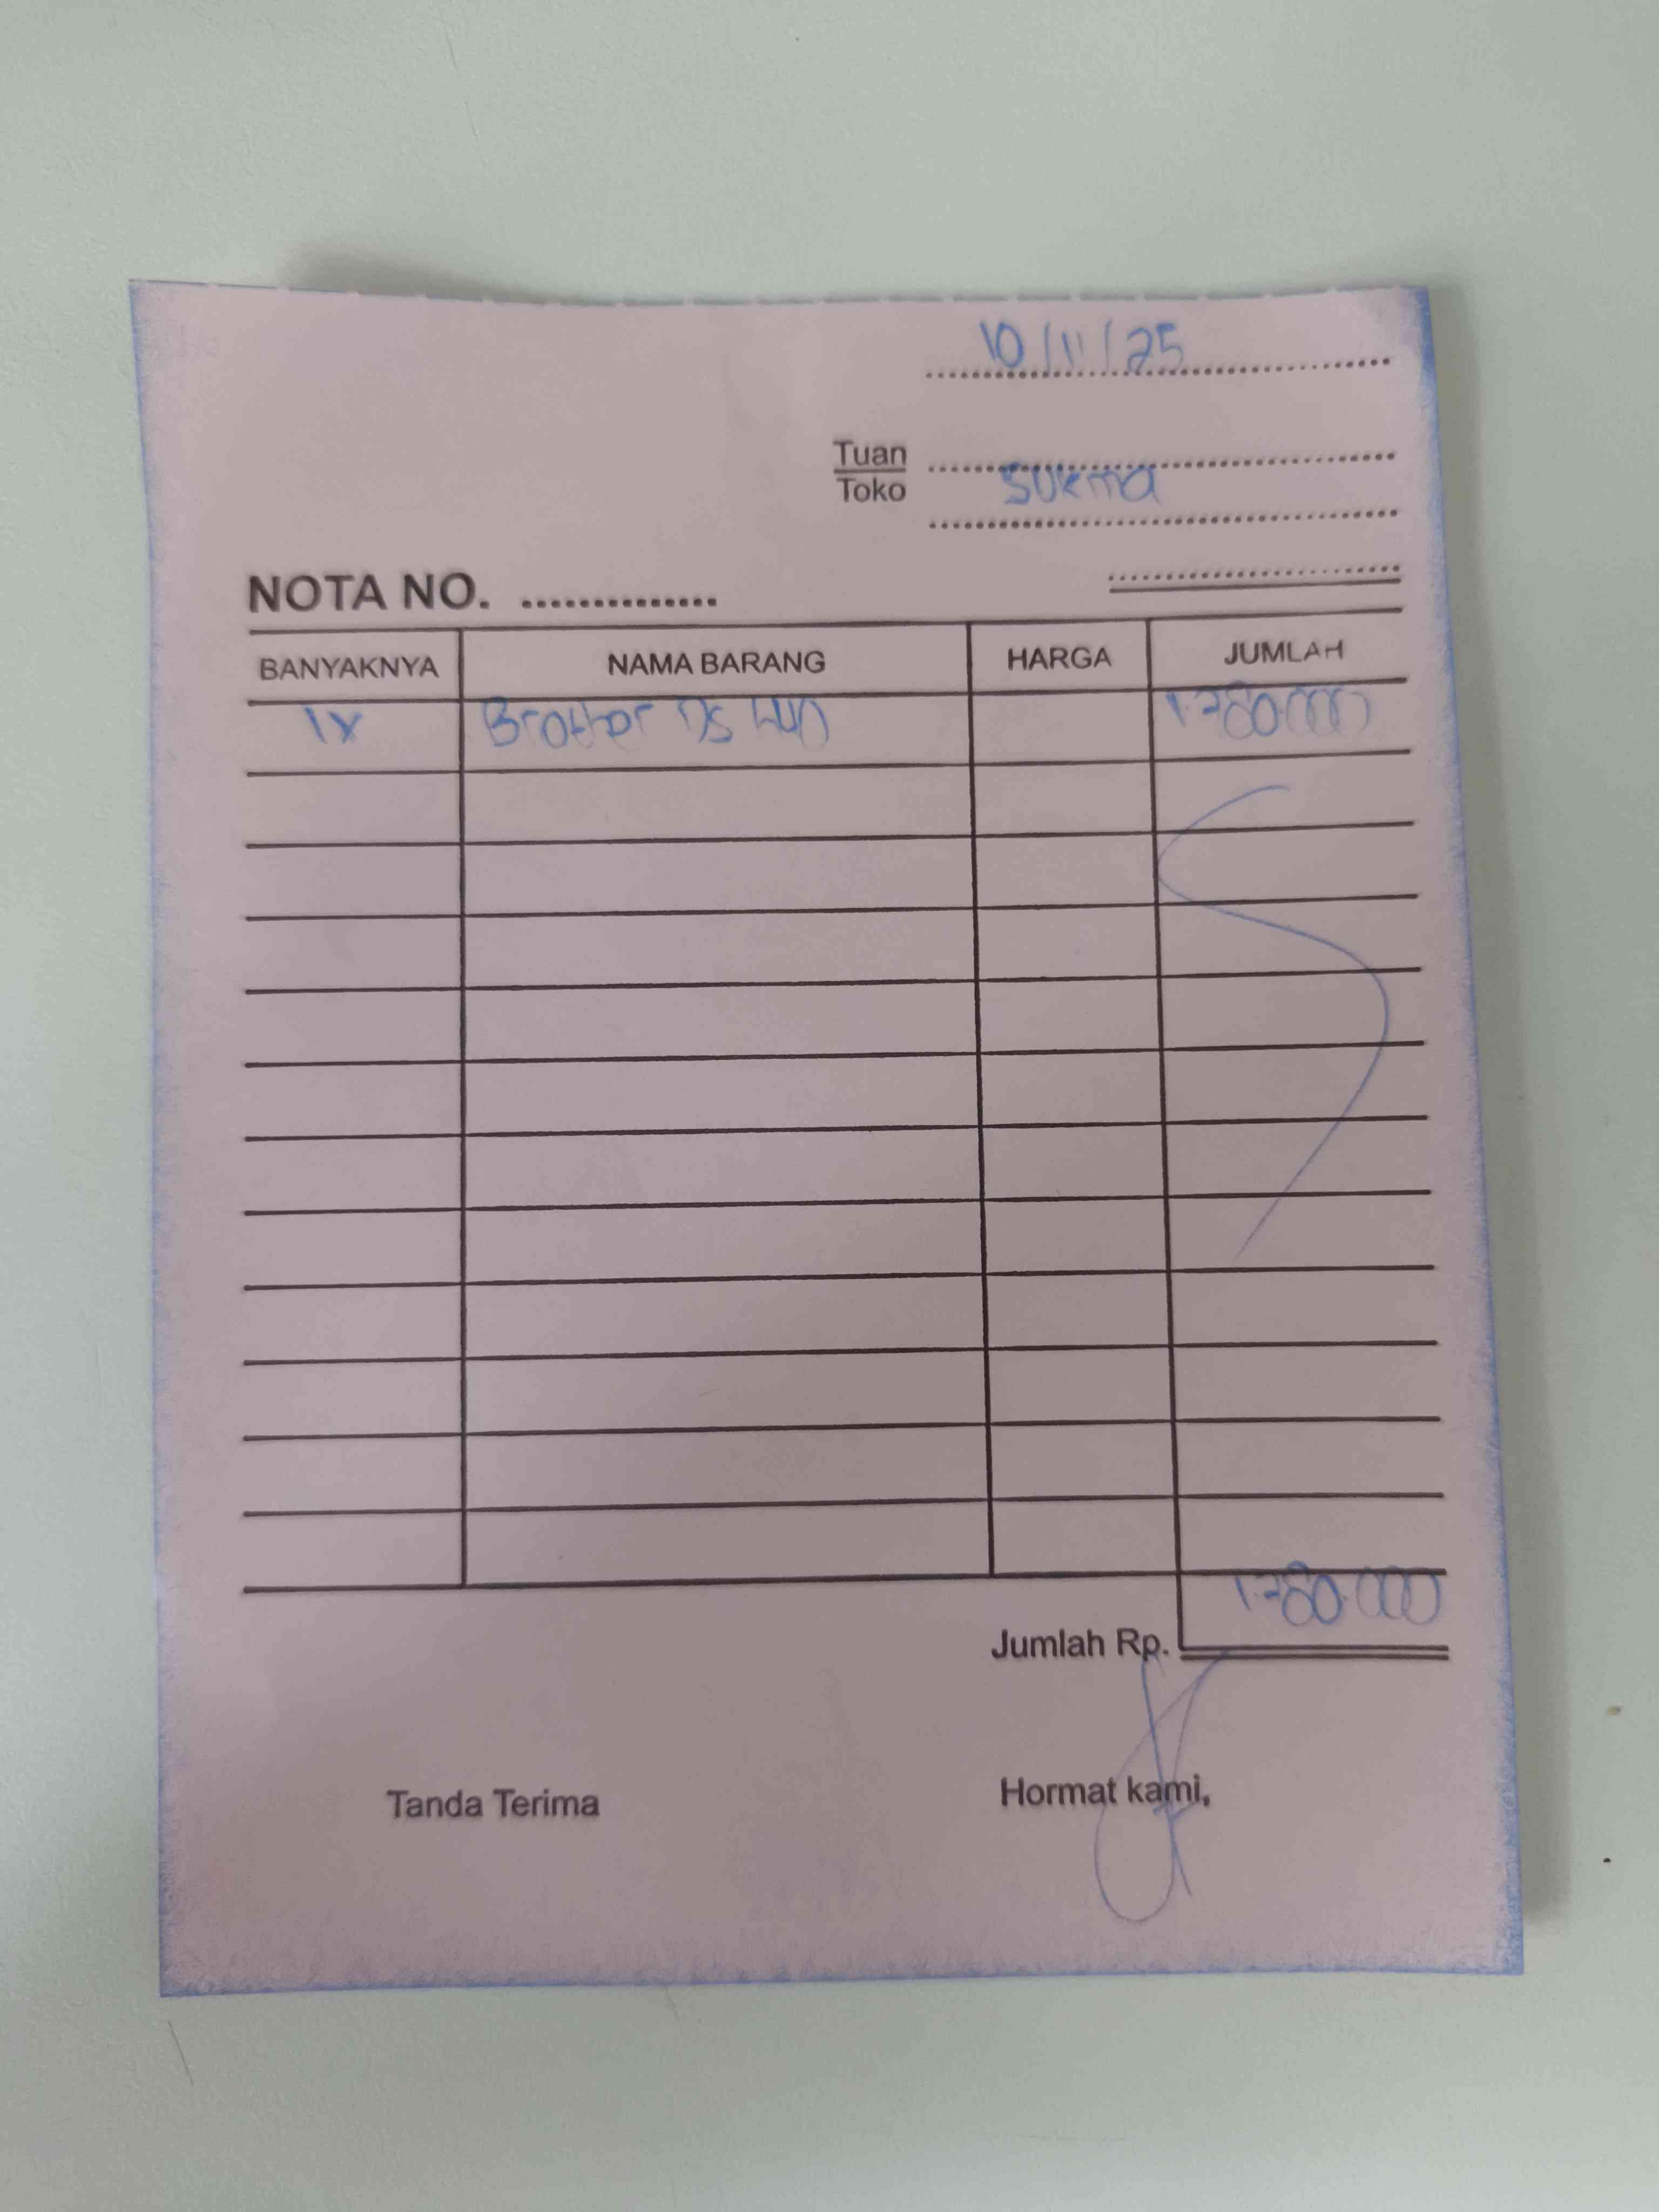 10/11/25
Tuan
Toko
Sukma
NOTA NO. ..............
BANYAKNYA NAMA BARANG HARGA JUMLAH
1x Brother DS 1.780.000
Jumlah Rp. 1.780.000
Tanda Terima Hormat kami,